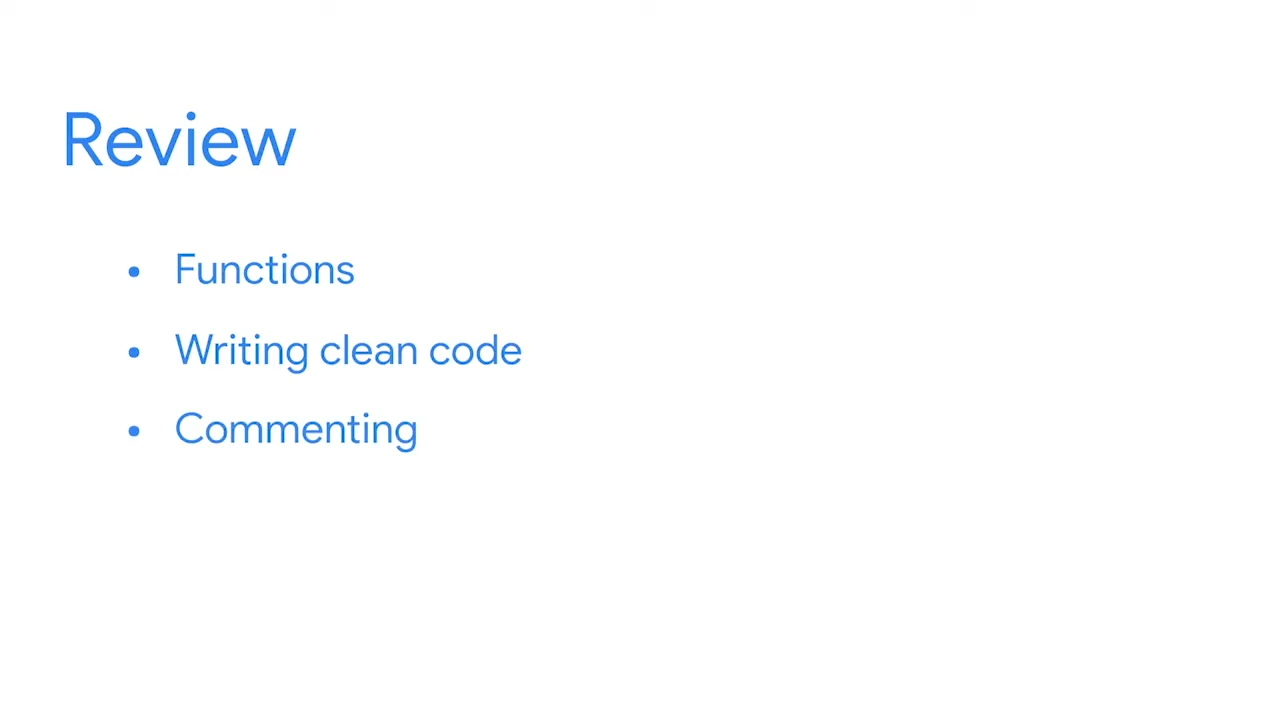 Review
• Functions
• Writing clean code
• Commenting